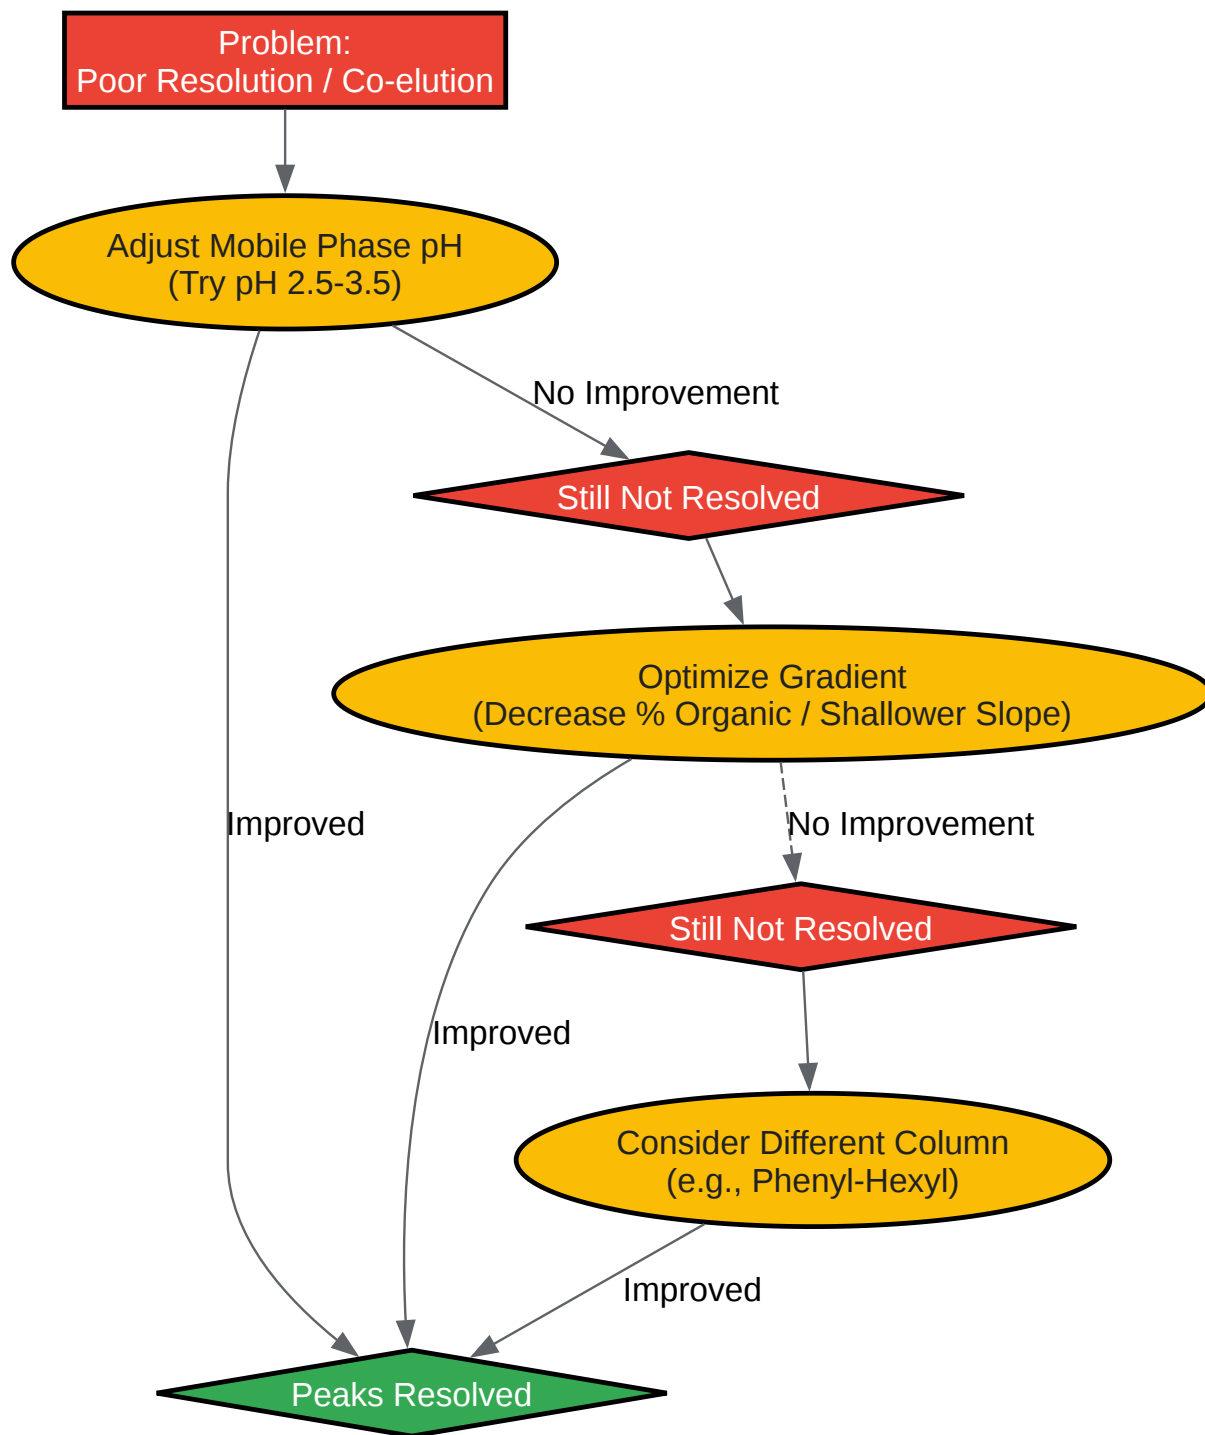 Problem:
Poor Resolution / Co-elution
Adjust Mobile Phase pH
(Try pH 2.5-3.5)
No Improvement
Still Not Resolved
Optimize Gradient
(Decrease % Organic / Shallower Slope)
Improved
No Improvement
Still Not Resolved
Improved
Consider Different Column
(e.g., Phenyl-Hexyl)
Improved
Peaks Resolved